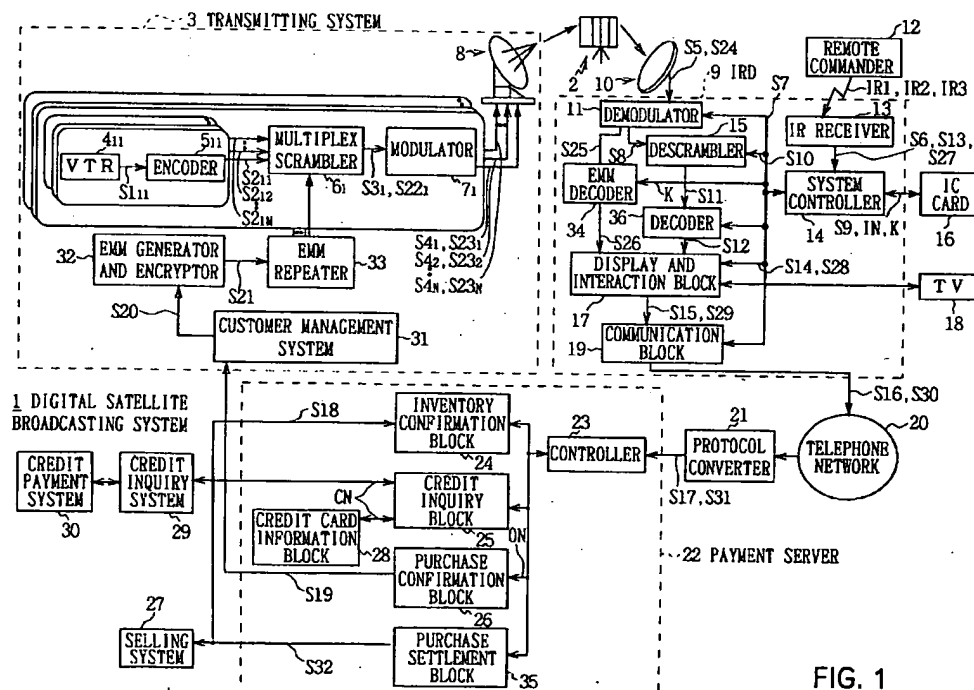 3 TRANSMITTING SYSTEM
8
2
10
S5, S24
9 IRD
12
REMOTE
COMMANDER
IR1, IR2, IR3
S7
11
DEMODULATOR
15
13
IR RECEIVER
S25
S8
DESCRAMBLER
S10
S6, S13,
S27
4₁₁
VTR
5₁₁
ENCODER
S1₁₁
S2₁₁
S2₁₂
S2₁N
MULTIPLEX
SCRAMBLER
6₁
S3₁, S22₁
MODULATOR
7₁
EMM
DECODER
34
K
S11
36
DECODER
SYSTEM
CONTROLLER
14
S9, IN, K
IC
CARD
16
S26
S12
32
EMM GENERATOR
AND ENCRYPTOR
S21
EMM
REPEATER
33
S4₁, S23₁
S4₂, S23₂
S4N, S23N
DISPLAY AND
INTERACTION BLOCK
17
S14, S28
TV
18
S20
CUSTOMER MANAGEMENT
SYSTEM
31
S15, S29
19
COMMUNICATION
BLOCK
S16, S30
1 DIGITAL SATELLITE
BROADCASTING SYSTEM
S18
INVENTORY
CONFIRMATION
BLOCK
24
23
CONTROLLER
21
PROTOCOL
CONVERTER
S17, S31
20
TELEPHONE
NETWORK
CREDIT
PAYMENT
SYSTEM
30
CREDIT
INQUIRY
SYSTEM
29
CN
CREDIT CARD
INFORMATION
BLOCK
28
CREDIT
INQUIRY
BLOCK
25
ON
S19
PURCHASE
CONFIRMATION
BLOCK
26
22 PAYMENT SERVER
27
SELLING
SYSTEM
S32
PURCHASE
SETTLEMENT
BLOCK
35
FIG. 1